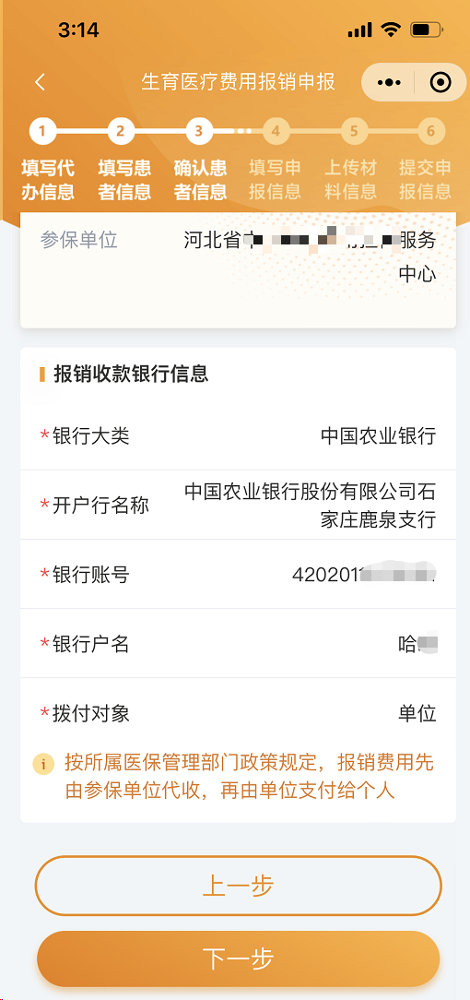 3:14
生育医疗费用报销申报
1 2 3 4 5 6
填写代 填写患 确认患 填写申 上传材 提交申
办信息 者信息 者信息 报信息 料信息 报信息
参保单位 河北省 服务
中心
报销收款银行信息
*银行大类 中国农业银行
*开户行名称 中国农业银行股份有限公司石
家庄鹿泉支行
*银行账号 420201
*银行户名 哈
*拨付对象 单位
i 按所属医保管理部门政策规定，报销费用先
由参保单位代收，再由单位支付给个人
上一步
下一步